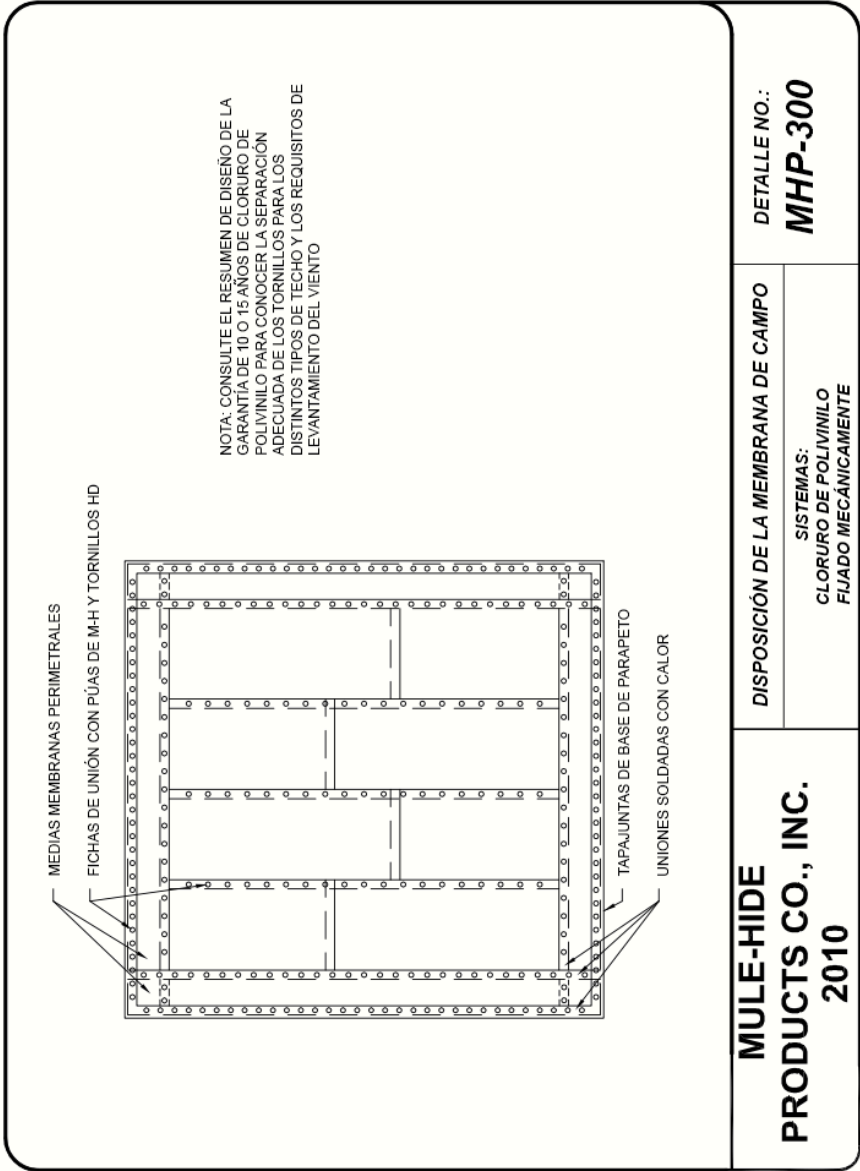 MEDIAS MEMBRANAS PERIMETRALES
FICHAS DE UNIÓN CON PÚAS DE M-H Y TORNILLOS HD
NOTA: CONSULTE EL RESUMEN DE DISEÑO DE LA
GARANTÍA DE 10 O 15 AÑOS DE CLORURO DE
POLIVINILO PARA CONOCER LA SEPARACIÓN
ADECUADA DE LOS TORNILLOS PARA LOS
DISTINTOS TIPOS DE TECHO Y LOS REQUISITOS DE
LEVANTAMIENTO DEL VIENTO
TAPAJUNTAS DE BASE DE PARAPETO
UNIONES SOLDADAS CON CALOR
MULE-HIDE
PRODUCTS CO., INC.
2010
DISPOSICIÓN DE LA MEMBRANA DE CAMPO
SISTEMAS:
CLORURO DE POLIVINILO
FIJADO MECÁNICAMENTE
DETALLE NO.:
MHP-300